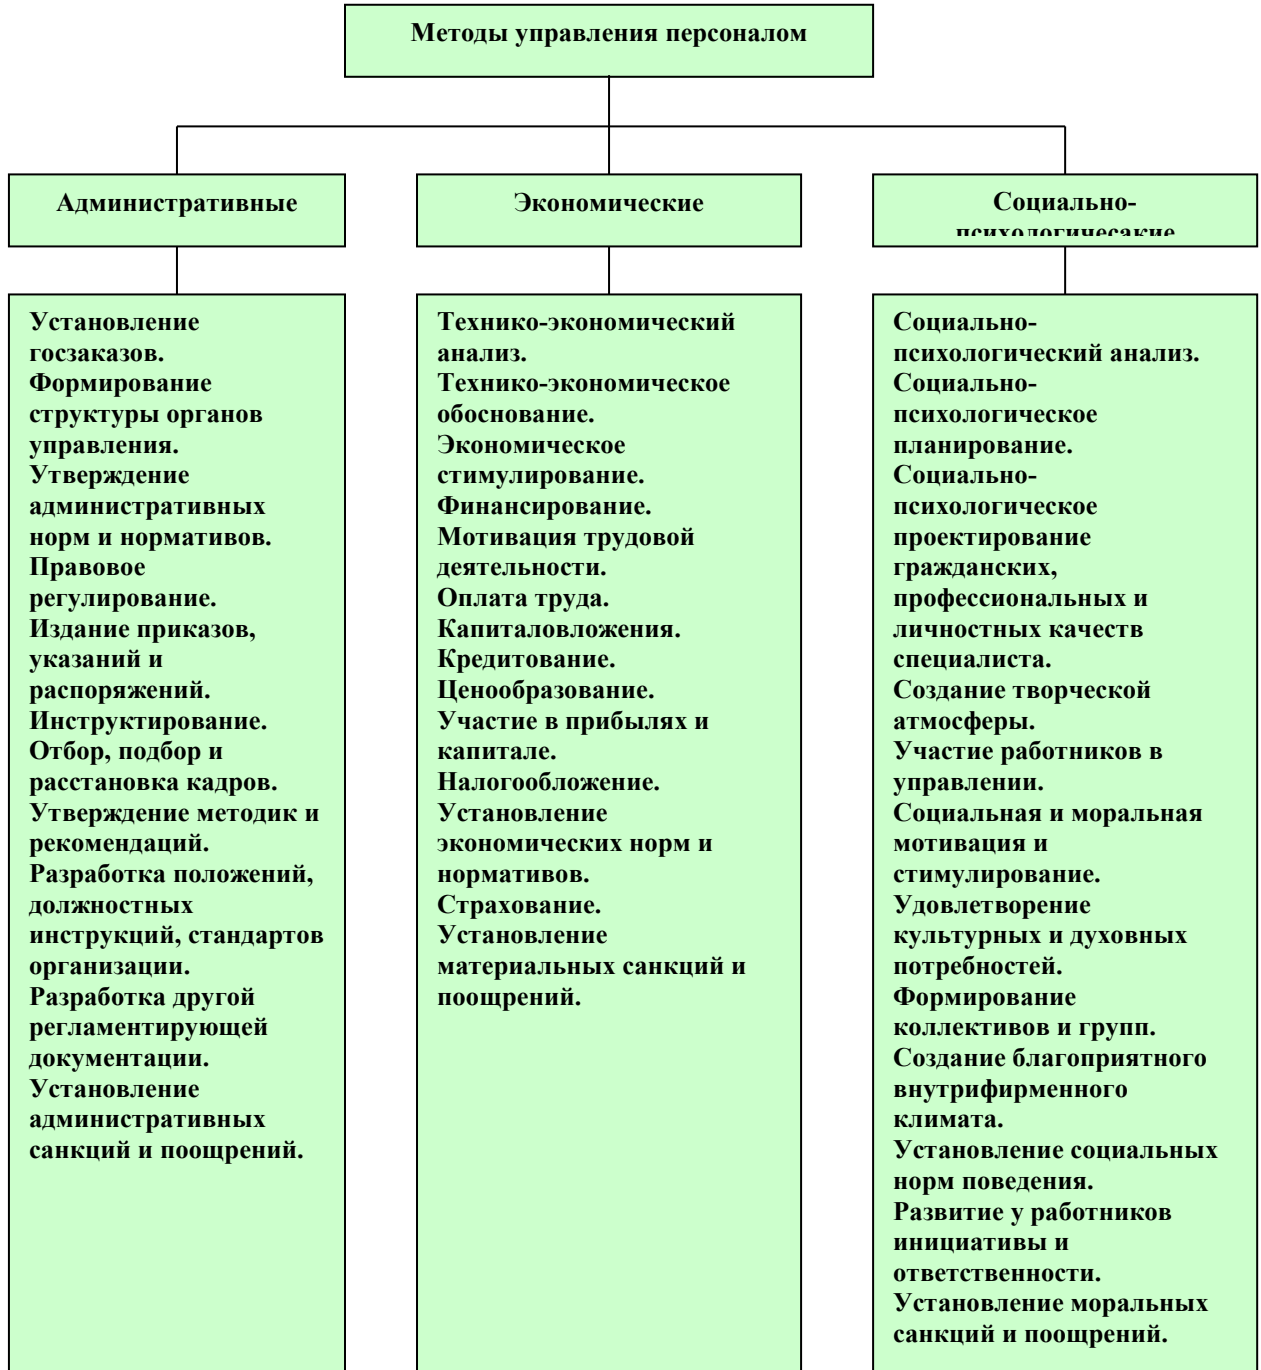 Методы управления персоналом
Административные
Экономические
Социально-
психологичесакие
Установление
госзаказов.
Формирование
структуры органов
управления.
Утверждение
административных
норм и нормативов.
Правовое
регулирование.
Издание приказов,
указаний и
распоряжений.
Инструктирование.
Отбор, подбор и
расстановка кадров.
Утверждение методик и
рекомендаций.
Разработка положений,
должностных
инструкций, стандартов
организации.
Разработка другой
регламентирующей
документации.
Установление
административных
санкций и поощрений.
Технико-экономический
анализ.
Технико-экономическое
обоснование.
Экономическое
стимулирование.
Финансирование.
Мотивация трудовой
деятельности.
Оплата труда.
Капиталовложения.
Кредитование.
Ценообразование.
Участие в прибылях и
капитале.
Налогообложение.
Установление
экономических норм и
нормативов.
Страхование.
Установление
материальных санкций и
поощрений.
Социально-
психологический анализ.
Социально-
психологическое
планирование.
Социально-
психологическое
проектирование
гражданских,
профессиональных и
личностных качеств
специалиста.
Создание творческой
атмосферы.
Участие работников в
управлении.
Социальная и моральная
мотивация и
стимулирование.
Удовлетворение
культурных и духовных
потребностей.
Формирование
коллективов и групп.
Создание благоприятного
внутрифирменного
климата.
Установление социальных
норм поведения.
Развитие у работников
инициативы и
ответственности.
Установление моральных
санкций и поощрений.